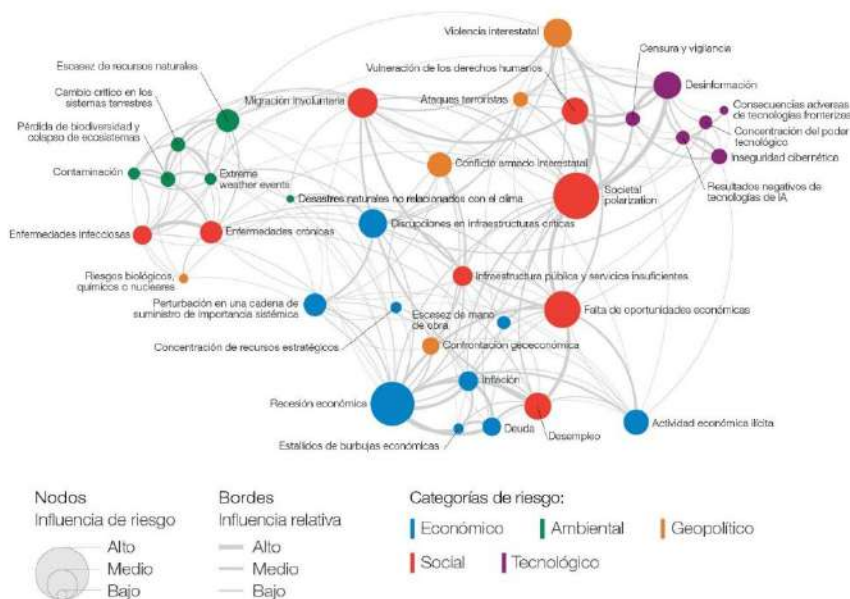 Violencia interestatal
Censura y vigilancia
Escasez de recursos naturales
Vulneración de los derechos humanos
Desinformación
Cambio crítico en los
sistemas terrestres
Migración Involuntaria
Ataques terroristas
Consecuencias adversas
de tecnologías fronterizas
Pérdida de biodiversidad y
colapso de ecosistemas
Concentración del poder
tecnológico
Inseguridad cibernética
Contaminación
Extreme
weather events
Conflicto armado interestatal
Societal
polarization
Resultados negativos de
tecnologías de IA
Desastres naturales no relacionados con el clima
Enfermedades infecciosas
Enfermedades crónicas
Disrupciones en infraestructuras críticas
Riesgos biológicos,
químicos o nucleares
Infraestructura pública y servicios insuficientes
Perturbación en una cadena de
suministro de importancia sistémica
Escesez de mano
de obra
Falta de oportunidades económicas
Concentración de recursos estratégicos
Confrontación geoeconómica
Inflación
Recesión económica
Estallidos de burbujas económicas
Deuda
Desempleo
Actividad económica ilícita
Nodos
Influencia de riesgo
Alto
Medio
Bajo
Bordes
Influencia relativa
Alto
Medio
Bajo
Categorías de riesgo:
Económico
Ambiental
Geopolítico
Social
Tecnológico